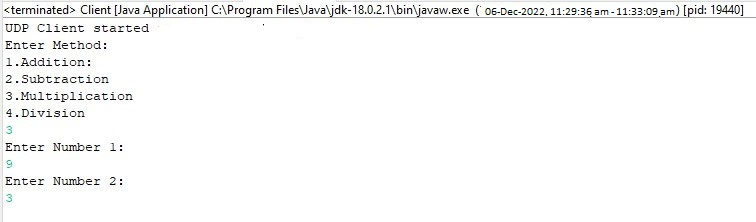 <terminated> Client [Java Application] C:\Program Files\Java\jdk-18.0.2.1\bin\javaw.exe ( 06-Dec-2022, 11:29:36 am - 11:33:09 am) [pid: 19440]
UDP Client started
Enter Method:
1.Addition:
2.Subtraction
3.Multiplication
4.Division
3
Enter Number 1:
9
Enter Number 2:
3